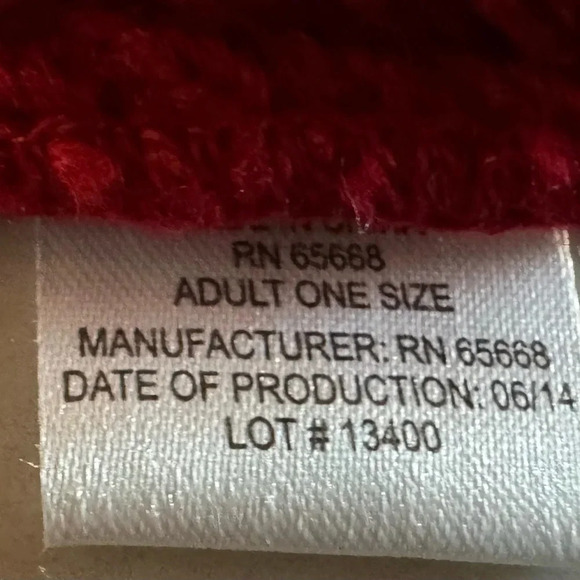 RN 65668
ADULT ONE SIZE
MANUFACTURER: RN 65668
DATE OF PRODUCTION: 06/14
LOT # 13400